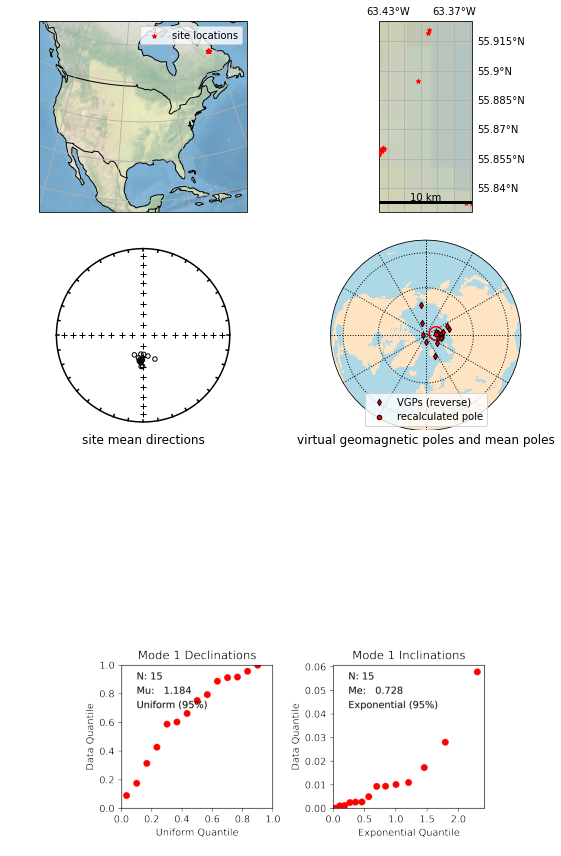 site locations
63.43°W 63.37°W
55.915°N
55.9°N
55.885°N
55.87°N
55.855°N
55.84°N
10 km
site mean directions
VGPs (reverse)
recalculated pole
virtual geomagnetic poles and mean poles
Mode 1 Declinations
N: 15
Mu: 1.184
Uniform (95%)
Data Quantile
1.0
0.8
0.6
0.4
0.2
0.0
0.0 0.2 0.4 0.6 0.8 1.0
Uniform Quantile
Mode 1 Inclinations
N: 15
Me: 0.728
Exponential (95%)
Data Quantile
0.06
0.05
0.04
0.03
0.02
0.01
0.00
0.0 0.5 1.0 1.5 2.0
Exponential Quantile